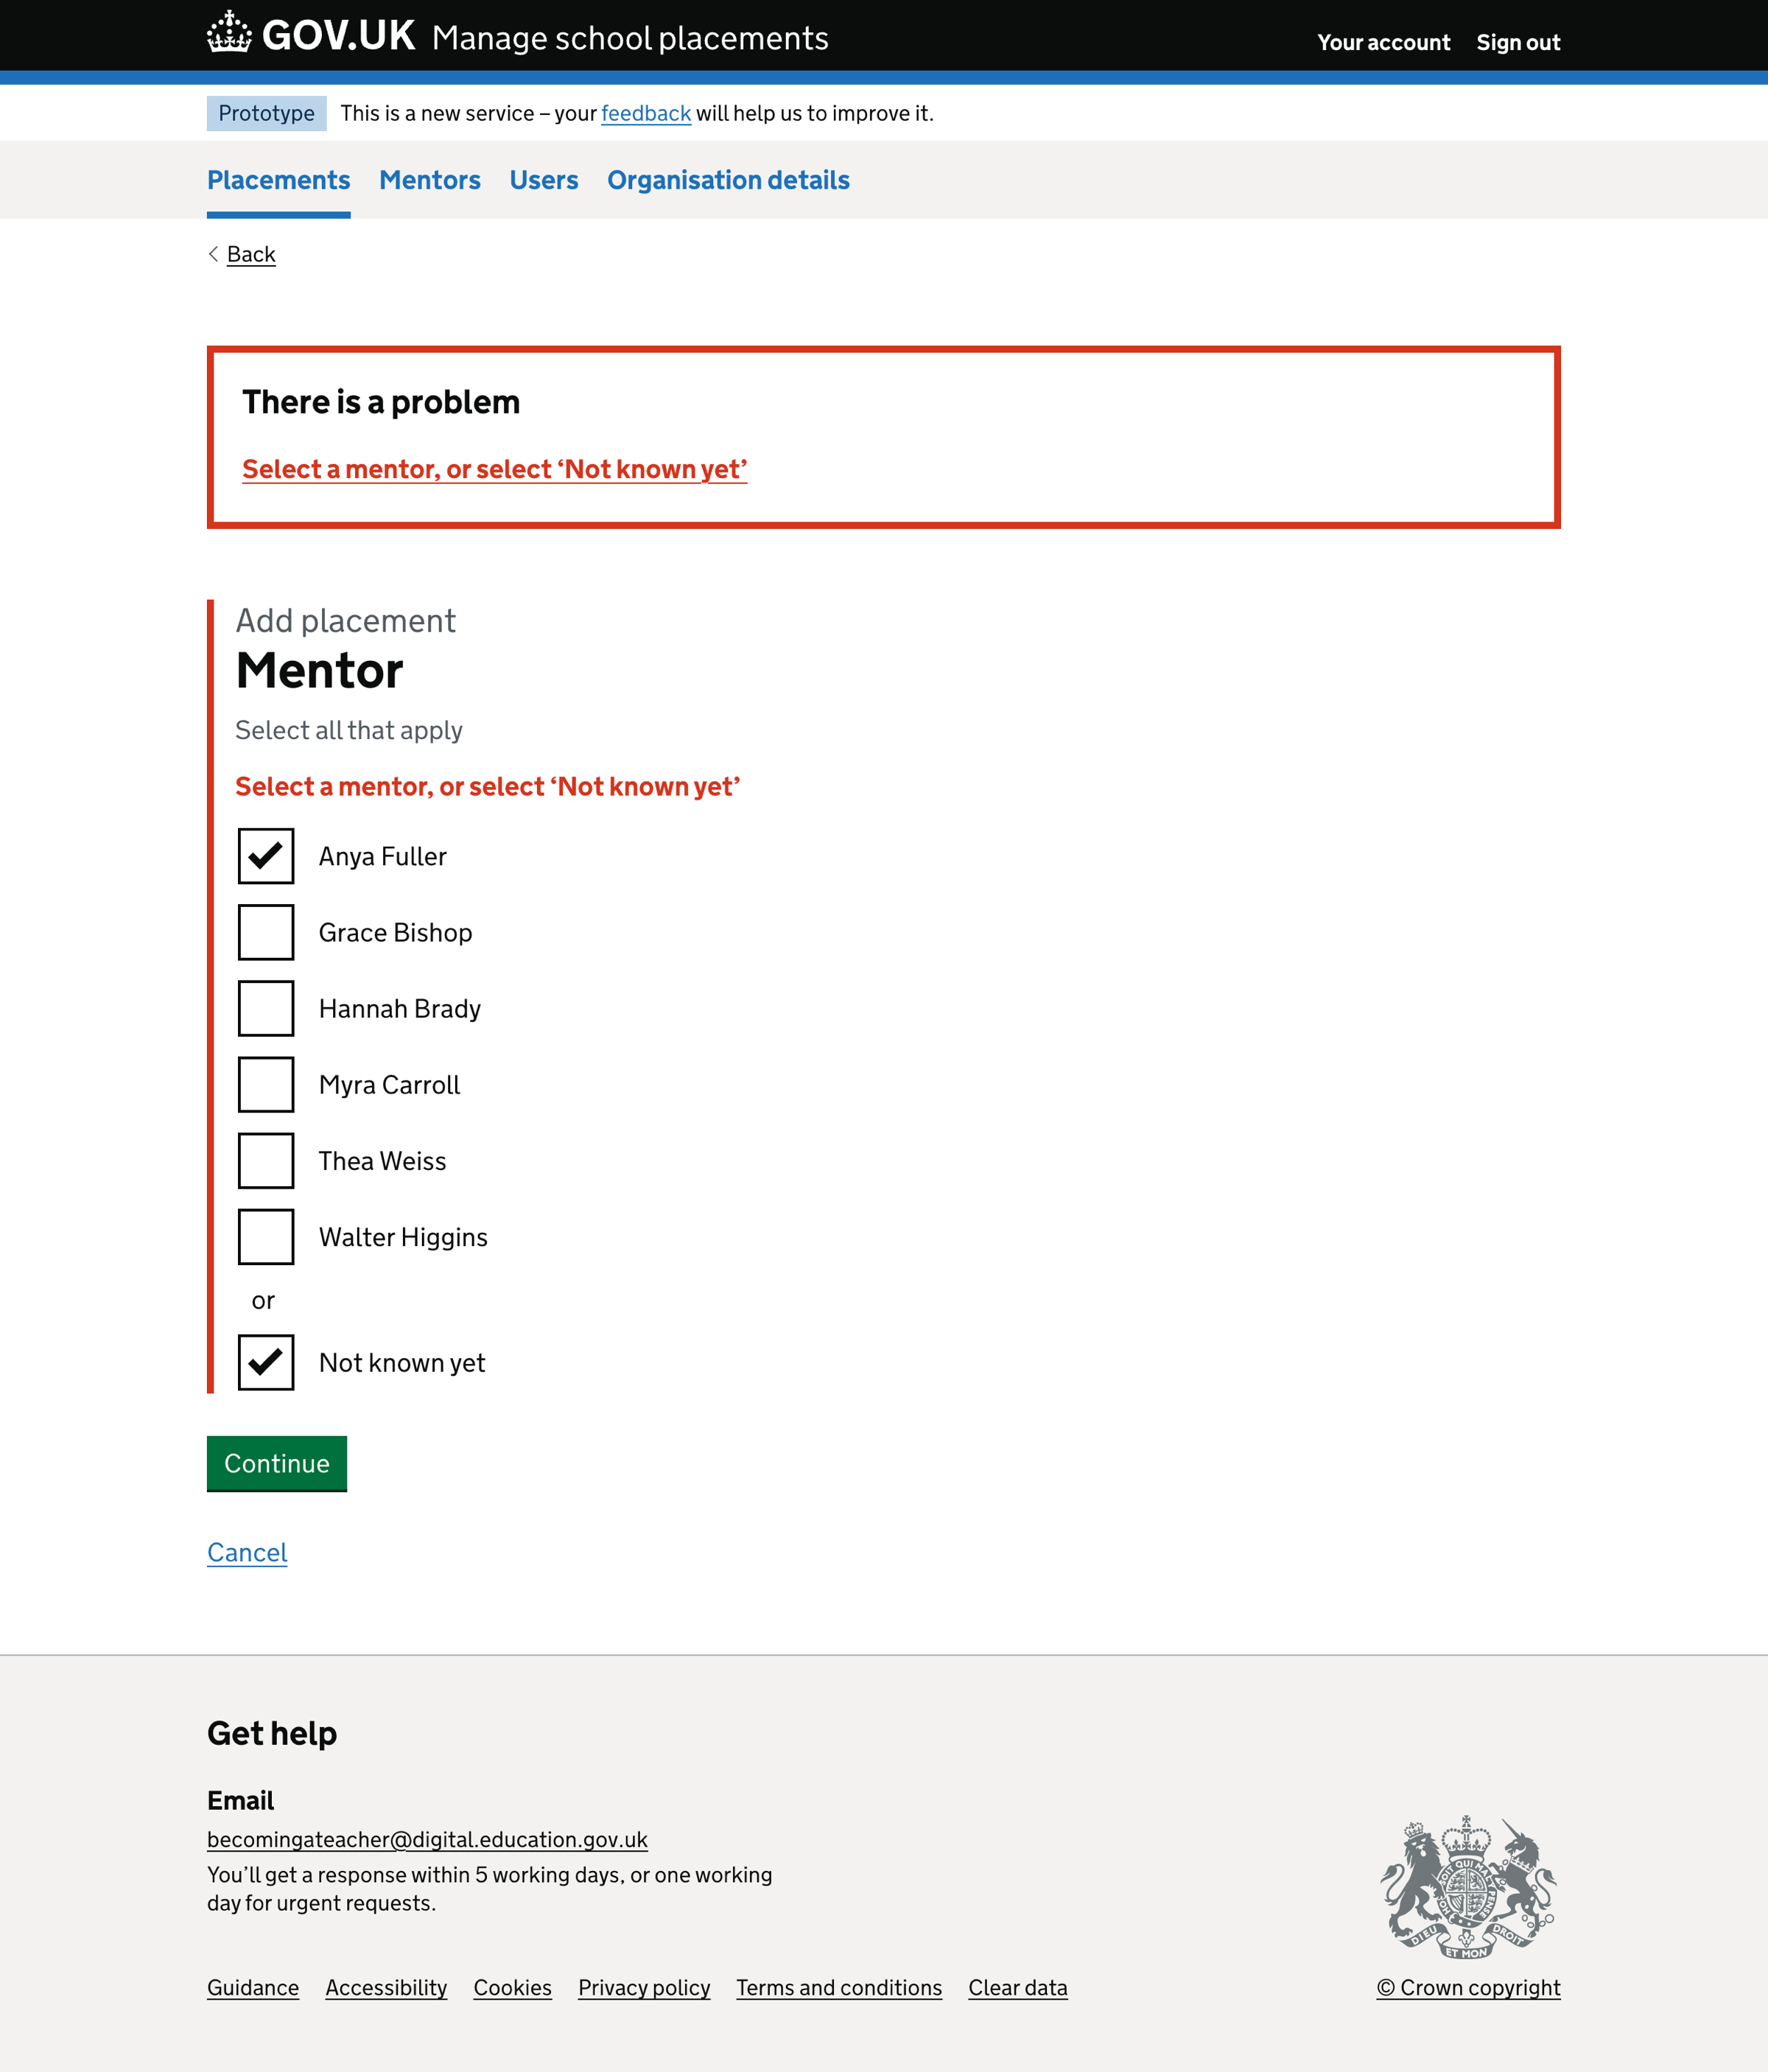 GOV.UK Manage school placements
Your account Sign out
Prototype This is a new service – your feedback will help us to improve it.
Placements Mentors Users Organisation details
Back
There is a problem
Select a mentor, or select ‘Not known yet’
Add placement
Mentor
Select all that apply
Select a mentor, or select ‘Not known yet’
Anya Fuller
Grace Bishop
Hannah Brady
Myra Carroll
Thea Weiss
Walter Higgins
or
Not known yet
Continue
Cancel
Get help
Email
becomingateacher@digital.education.gov.uk
You’ll get a response within 5 working days, or one working
day for urgent requests.
DIEU ET MON DROIT
Guidance Accessibility Cookies Privacy policy Terms and conditions Clear data
© Crown copyright